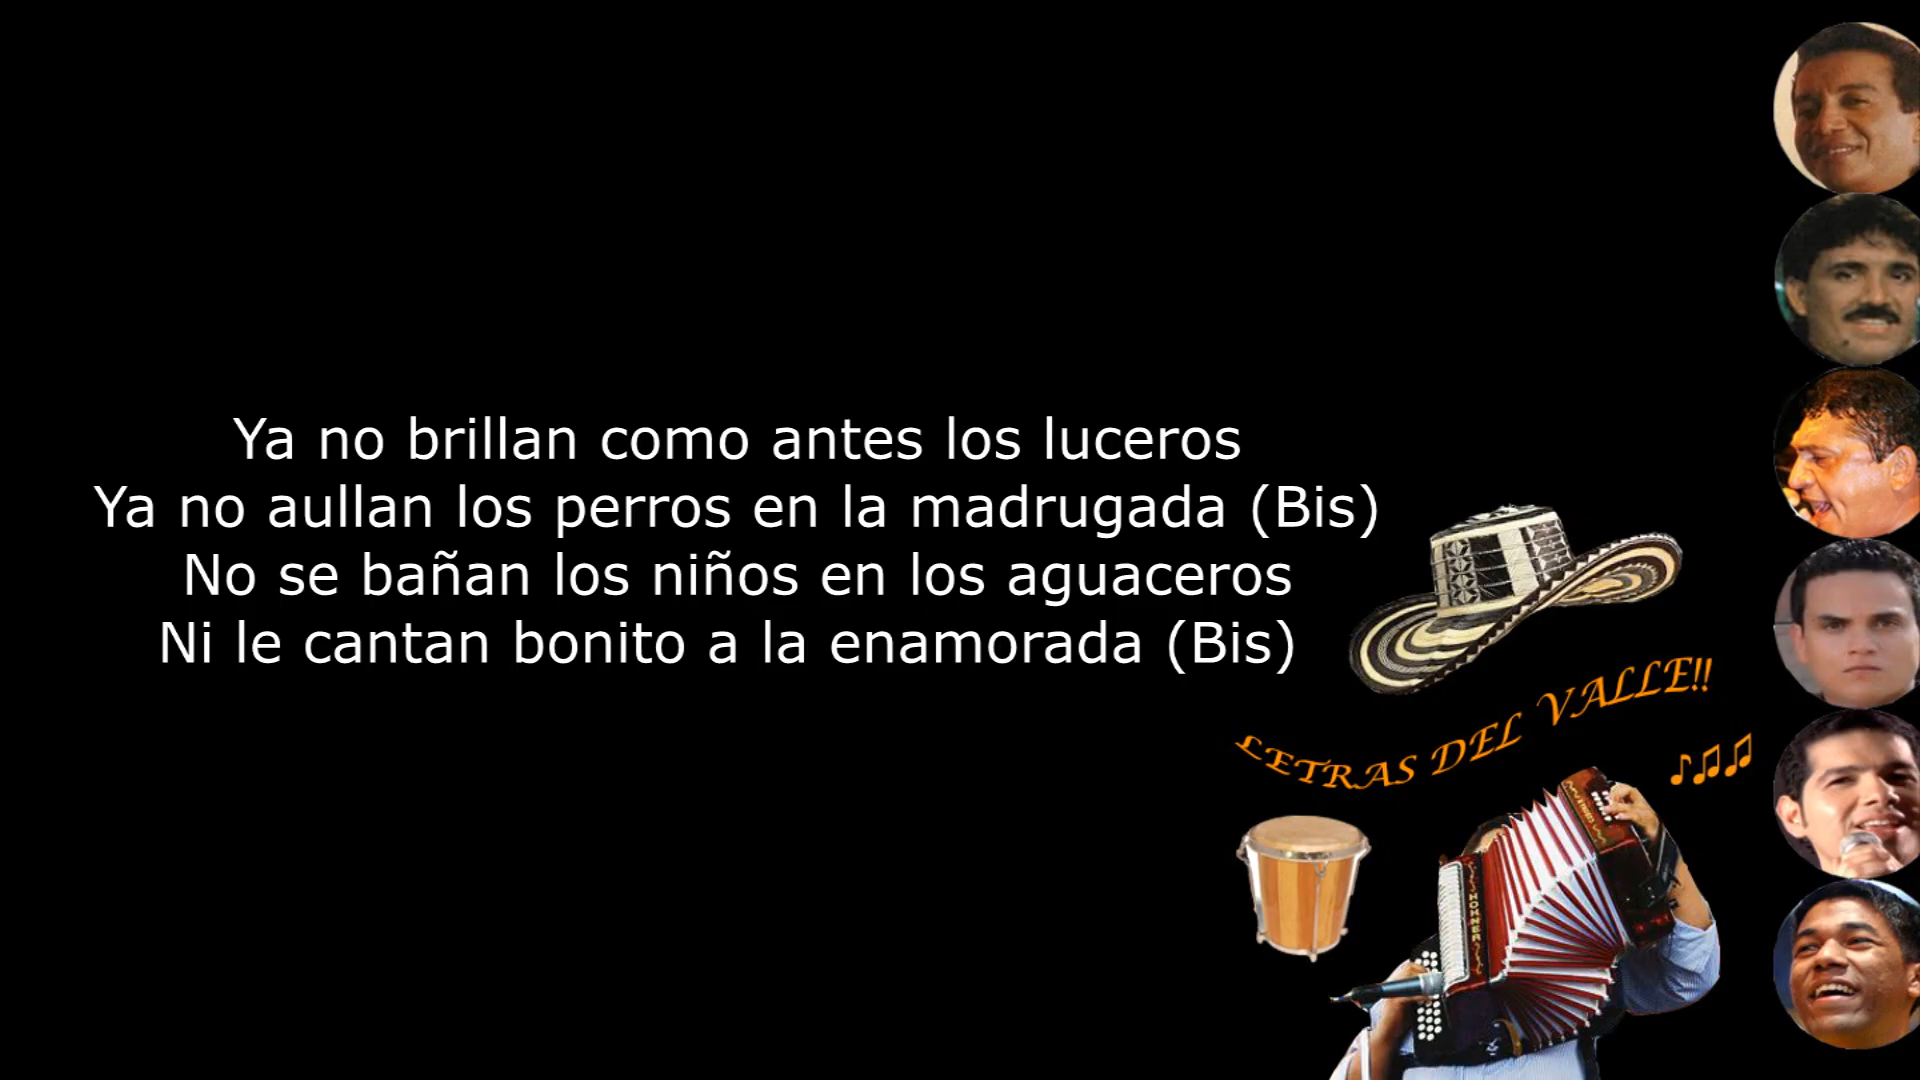 Ya no brillan como antes los luceros
Ya no aullan los perros en la madrugada (Bis)
No se bañan los niños en los aguaceros
Ni le cantan bonito a la enamorada (Bis)
LETRAS DEL VALLE!!
HOHNER